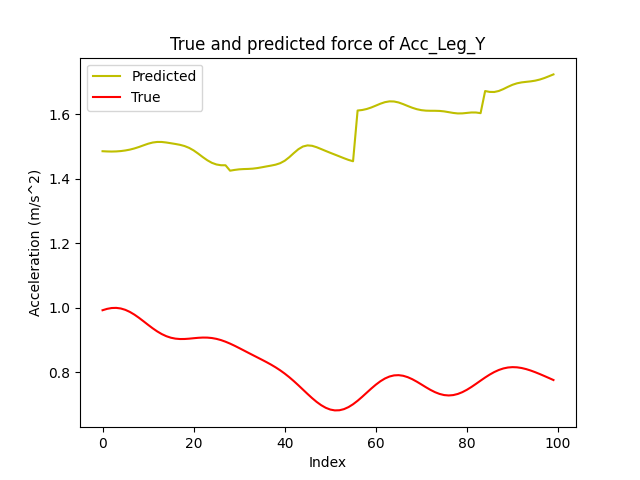 True and predicted force of Acc_Leg_Y
Predicted
True
Acceleration (m/s^2)
1.6
1.4
1.2
1.0
0.8
0 20 40 60 80 100
Index